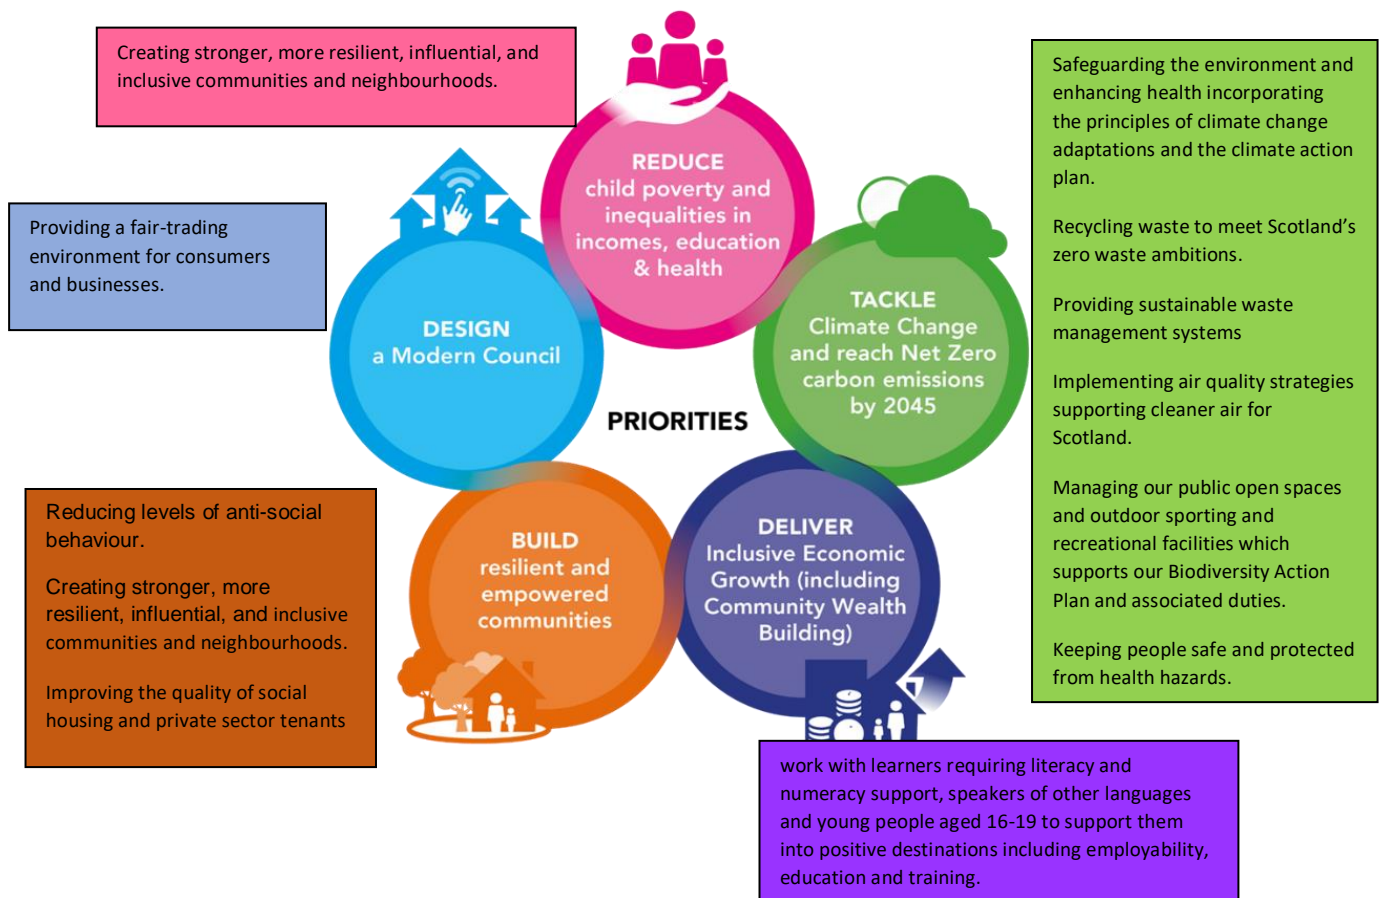 Creating stronger, more resilient, influential, and
inclusive communities and neighbourhoods.
REDUCE
child poverty and
inequalities in
incomes, education
& health
Safeguarding the environment and
enhancing health incorporating
the principles of climate change
adaptations and the climate action
plan.
Recycling waste to meet Scotland’s
zero waste ambitions.
Providing sustainable waste
management systems
Implementing air quality strategies
supporting cleaner air for
Scotland.
Managing our public open spaces
and outdoor sporting and
recreational facilities which
supports our Biodiversity Action
Plan and associated duties.
Keeping people safe and protected
from health hazards.
Providing a fair-trading
environment for consumers
and businesses.
DESIGN
a Modern Council
TACKLE
Climate Change
and reach Net Zero
carbon emissions
by 2045
PRIORITIES
Reducing levels of anti-social
behaviour.
Creating stronger, more
resilient, influential, and inclusive
communities and neighbourhoods.
Improving the quality of social
housing and private sector tenants
BUILD
resilient and
empowered
communities
DELIVER
Inclusive Economic
Growth (including
Community Wealth
Building)
work with learners requiring literacy and
numeracy support, speakers of other languages
and young people aged 16-19 to support them
into positive destinations including employability,
education and training.